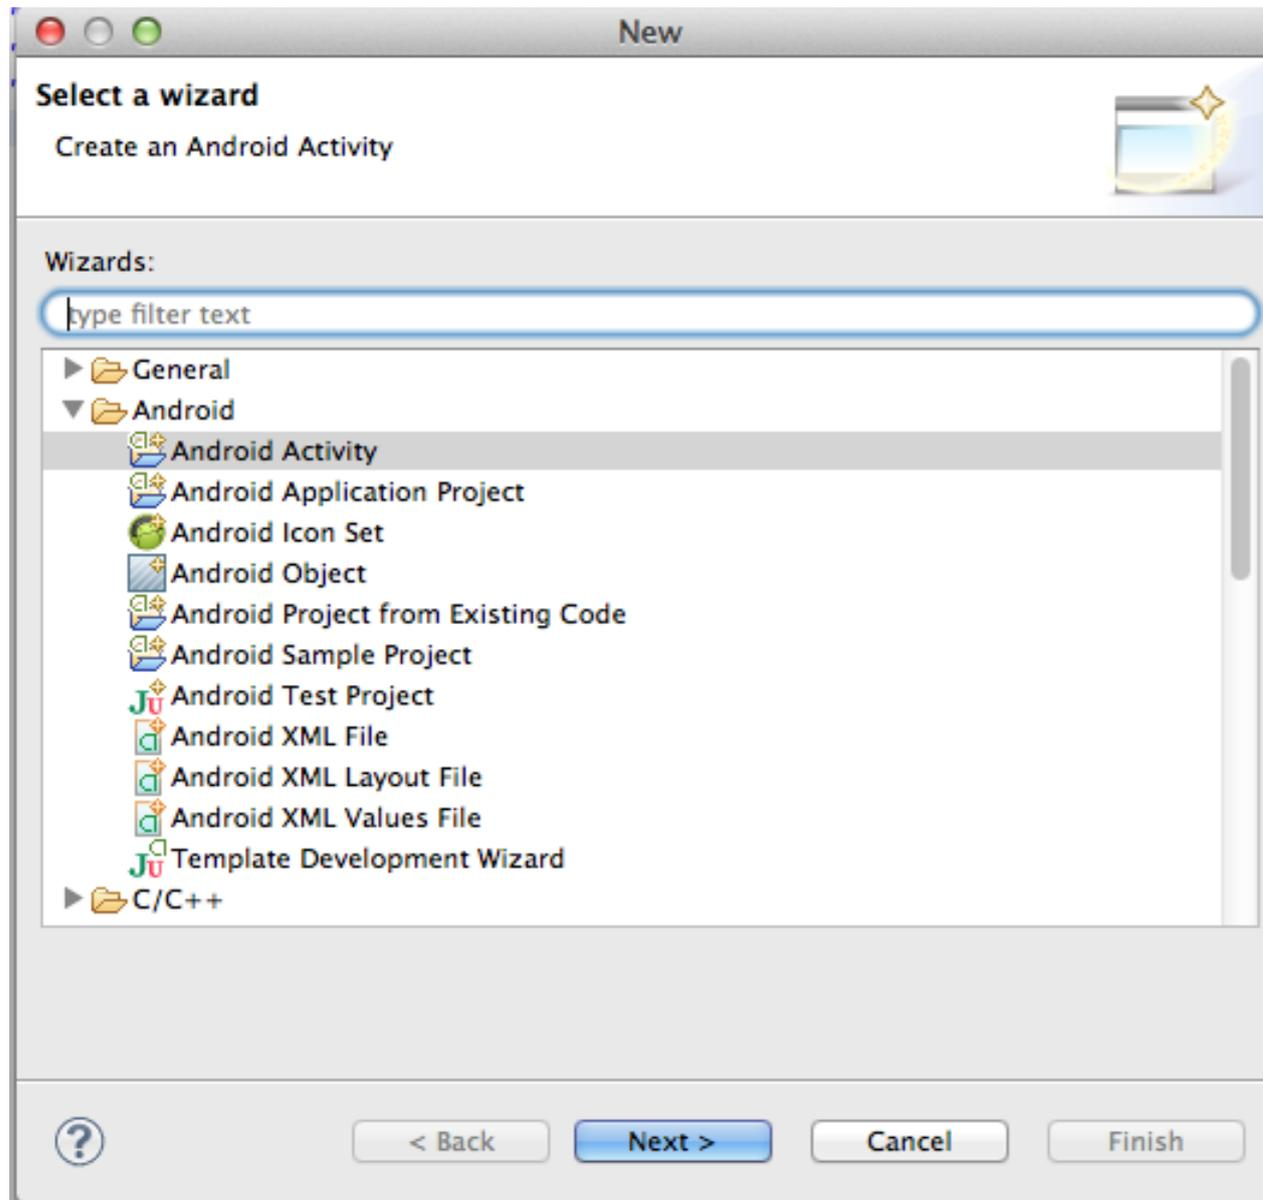 New
Select a wizard
Create an Android Activity
Wizards:
type filter text
General
Android
Android Activity
Android Application Project
Android Icon Set
Android Object
Android Project from Existing Code
Android Sample Project
Android Test Project
Android XML File
Android XML Layout File
Android XML Values File
Template Development Wizard
C/C++
? < Back Next > Cancel Finish